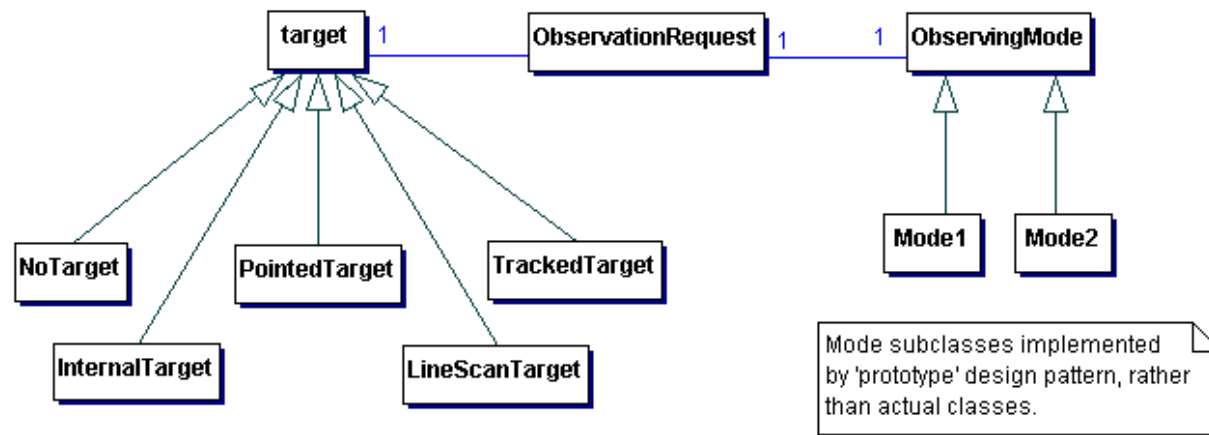 target
1
ObservationRequest
1
1
ObservingMode
NoTarget
PointedTarget
TrackedTarget
Mode1
Mode2
InternalTarget
LineScanTarget
Mode subclasses implemented
by 'prototype' design pattern, rather
than actual classes.